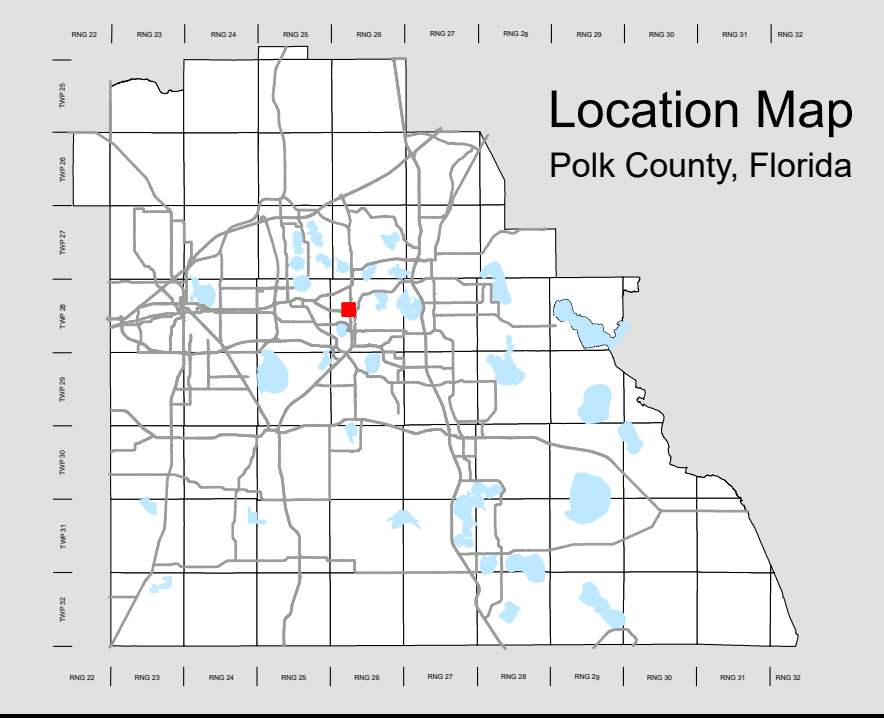 RNG 22 RNG 23 RNG 24 RNG 25 RNG 26 RNG 27 RNG 28 RNG 29 RNG 30 RNG 31 RNG 32
Location Map
Polk County, Florida
TWP 25
TWP 26
TWP 27
TWP 28
TWP 29
TWP 30
TWP 31
TWP 32
RNG 22 RNG 23 RNG 24 RNG 25 RNG 26 RNG 27 RNG 28 RNG 29 RNG 30 RNG 31 RNG 32